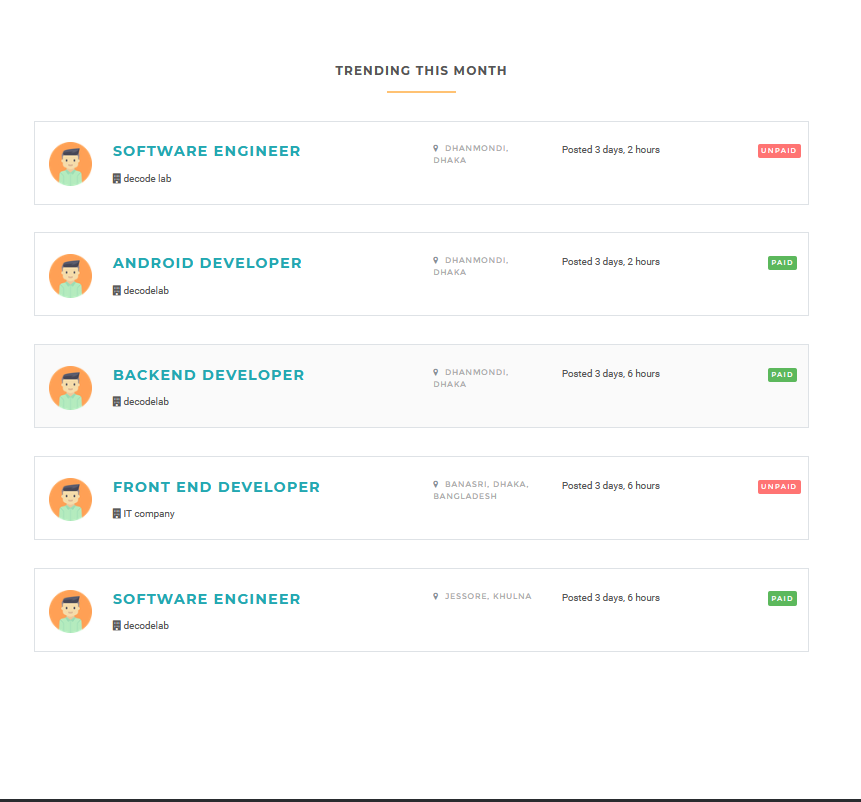 TRENDING THIS MONTH
SOFTWARE ENGINEER
decode lab
DHANMONDI,
DHAKA
Posted 3 days, 2 hours
UNPAID
ANDROID DEVELOPER
decodelab
DHANMONDI,
DHAKA
Posted 3 days, 2 hours
PAID
BACKEND DEVELOPER
decodelab
DHANMONDI,
DHAKA
Posted 3 days, 6 hours
PAID
FRONT END DEVELOPER
IT company
BANASRI, DHAKA,
BANGLADESH
Posted 3 days, 6 hours
UNPAID
SOFTWARE ENGINEER
decodelab
JESSORE, KHULNA
Posted 3 days, 6 hours
PAID